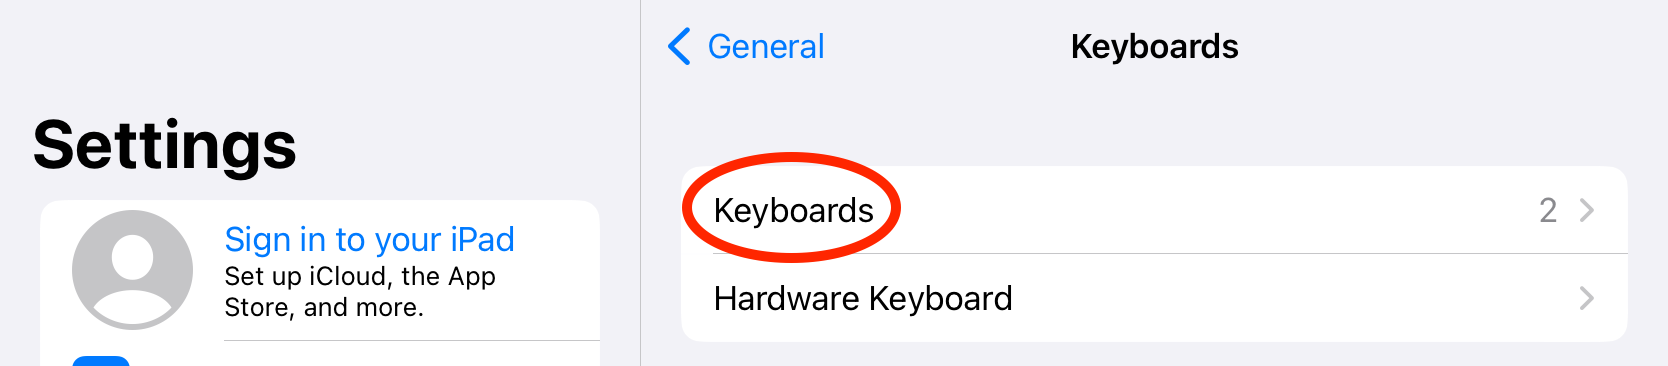 Settings
Sign in to your iPad
Set up iCloud, the App
Store, and more.
General
Keyboards
Keyboards 2
Hardware Keyboard